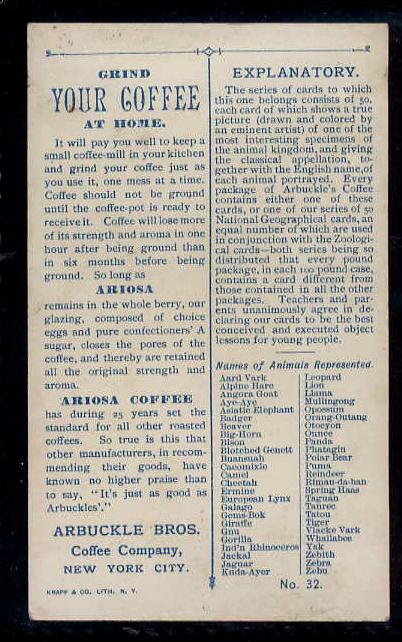 GRIND
YOUR COFFEE
AT HOME.
It will pay you well to keep a
small coffee-mill in your kitchen
and grind your coffee just as
you use it, one mess at a time.
Coffee should not be ground
until the coffee-pot is ready to
receive it. Coffee will lose more
of its strength and aroma in one
hour after being ground than
in six months before being
ground. So long as
ARIOSA
remains in the whole berry, our
glazing, composed of choice
eggs and pure confectioners' A
sugar, closes the pores of the
coffee, and thereby are retained
all the original strength and
aroma.
ARIOSA COFFEE
has during 25 years set the
standard for all other roasted
coffees. So true is this that
other manufacturers, in recom-
mending their goods, have
known no higher praise than
to say, "It's just as good as
Arbuckles'."
ARBUCKLE BROS.
Coffee Company,
NEW YORK CITY.
KNAPP & CO. LITH. N. Y.
EXPLANATORY.
The series of cards to which
this one belongs consists of 50,
each card of which shows a true
picture (drawn and colored by
an eminent artist) of one of the
most interesting specimens of
the animal kingdom, and giving
the classical appellation, to-
gether with the English name, of
each animal portrayed. Every
package of Arbuckle's Coffee
contains either one of these
cards, or one of our series of 50
National Geographical cards, an
equal number of which are used
in conjunction with the Zoologi-
cal cards—both series being so
distributed that every pound
package, in each 100 pound case,
contains a card different from
those contained in all the other
packages. Teachers and par-
ents unanimously agree in de-
claring our cards to be the best
conceived and executed object
lessons for young people.
Names of Animals Represented.
Aard Vark
Alpine Hare
Angora Goat
Aye-Aye
Asiatic Elephant
Badger
Beaver
Big-Horn
Bison
Blotched Genett
Buansuah
Cacomixle
Camel
Cheetah
Ermine
European Lynx
Galago
Gems-Bok
Giraffe
Gnu
Gorilla
Ind'n Rhinoceros
Jackal
Jaguar
Kuda-Ayer
Leopard
Lion
Llama
Mullingong
Opossum
Orang-Outang
Otocyon
Ounce
Panda
Phatagin
Polar Bear
Puma
Reindeer
Rimau-da-han
Spring Haas
Taguan
Tanrec
Tatou
Tiger
Vlacke Vark
Whallabee
Yak
Zebith
Zebra
Zebu
No. 32.